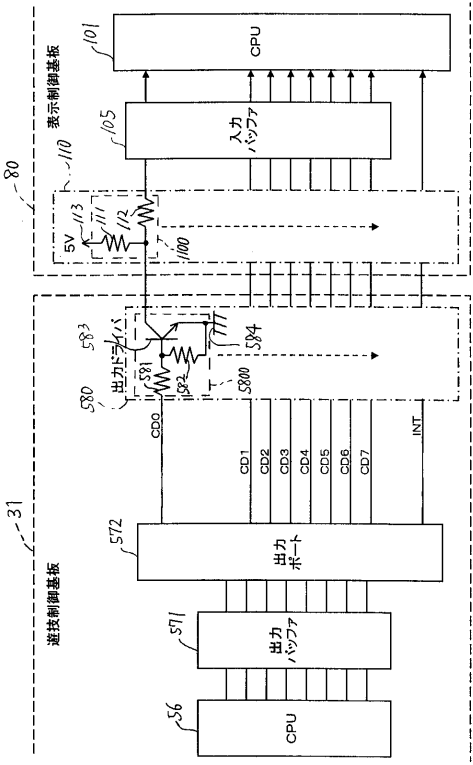 遊技制御基板
31
56
CPU
571
出力
バッファ
572
出力
ポート
CD0
CD1
CD2
CD3
CD4
CD5
CD6
CD7
INT
580
出力ドライバ
581
582
583
584
5800
表示制御基板
80
110
5V
113
111
112
1100
105
入力
バッファ
101
CPU